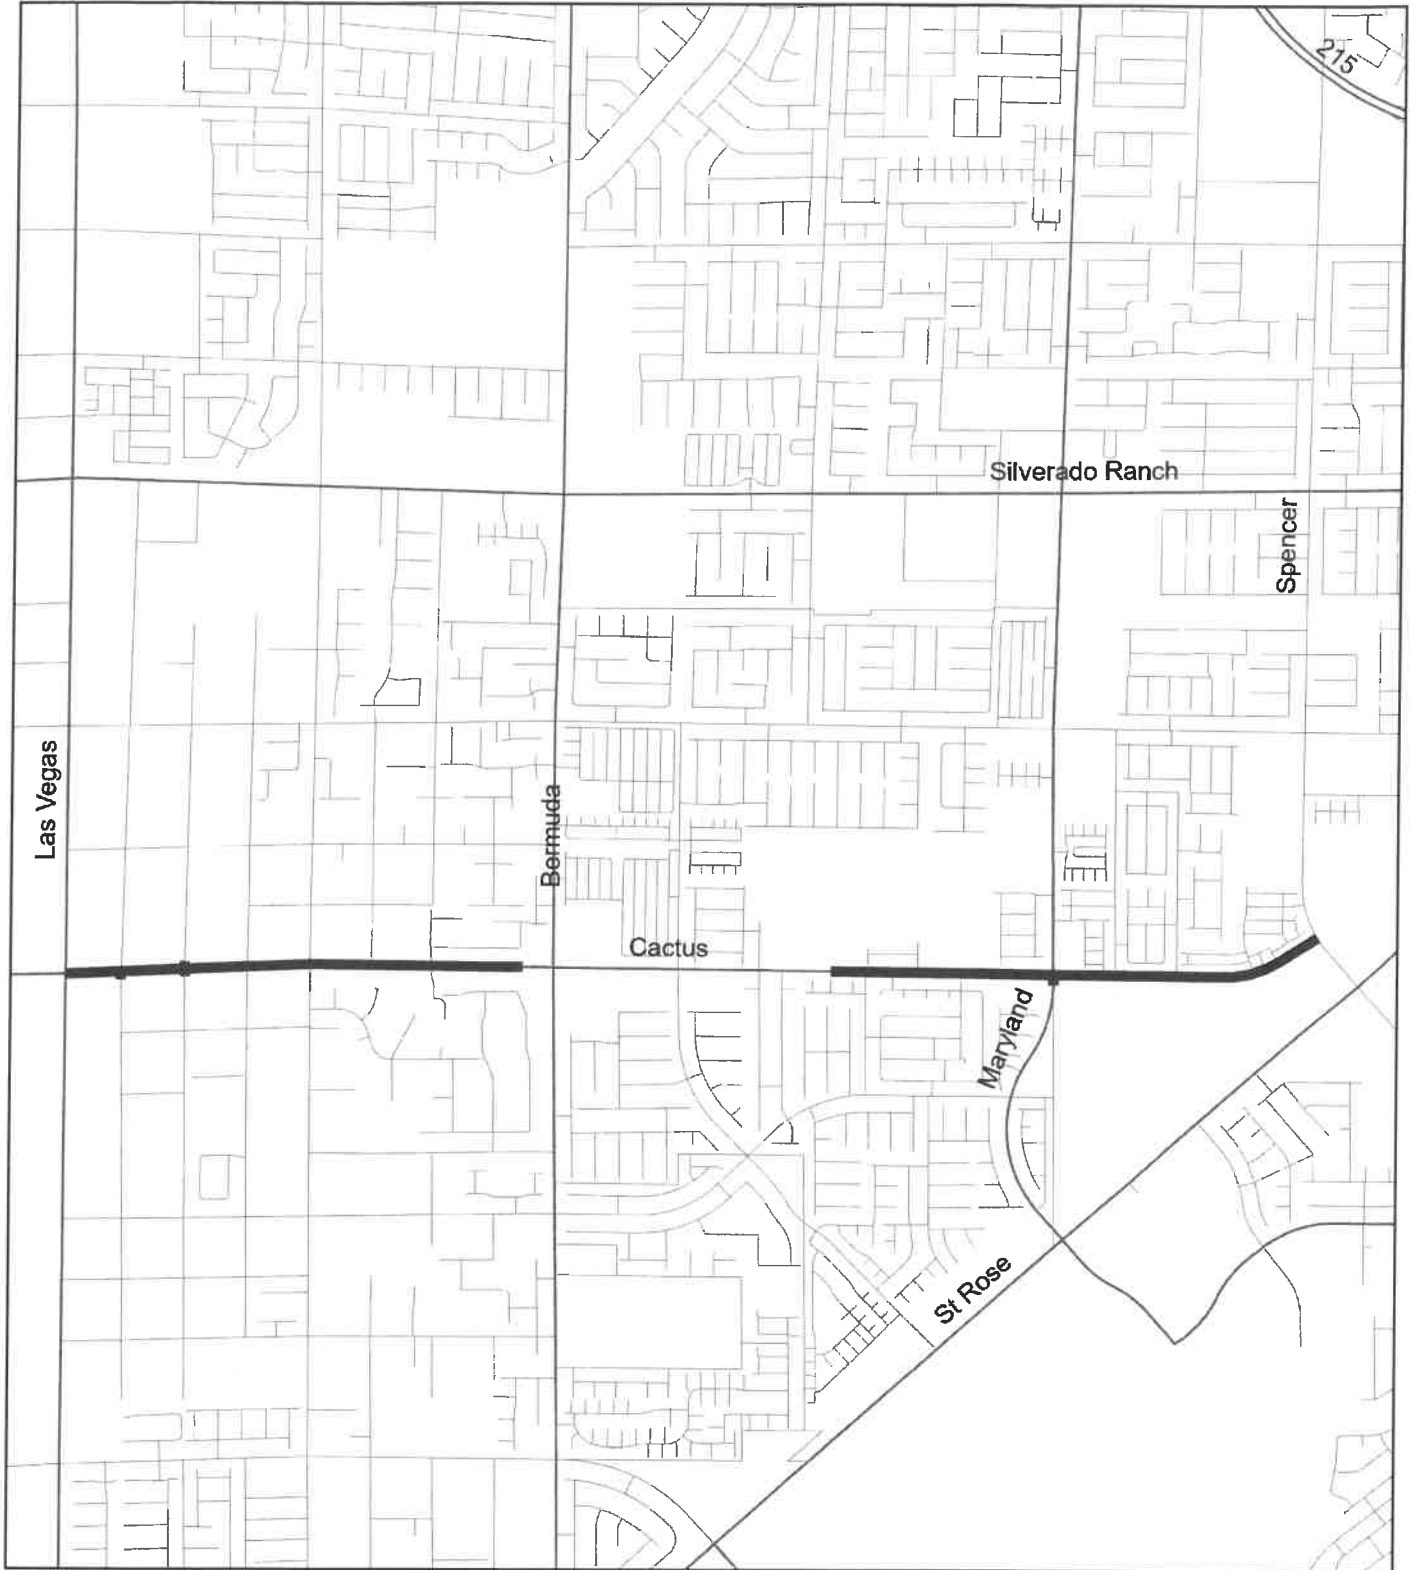 215
Silverado Ranch
Spencer
Las Vegas
Bermuda
Cactus
Maryland
St Rose